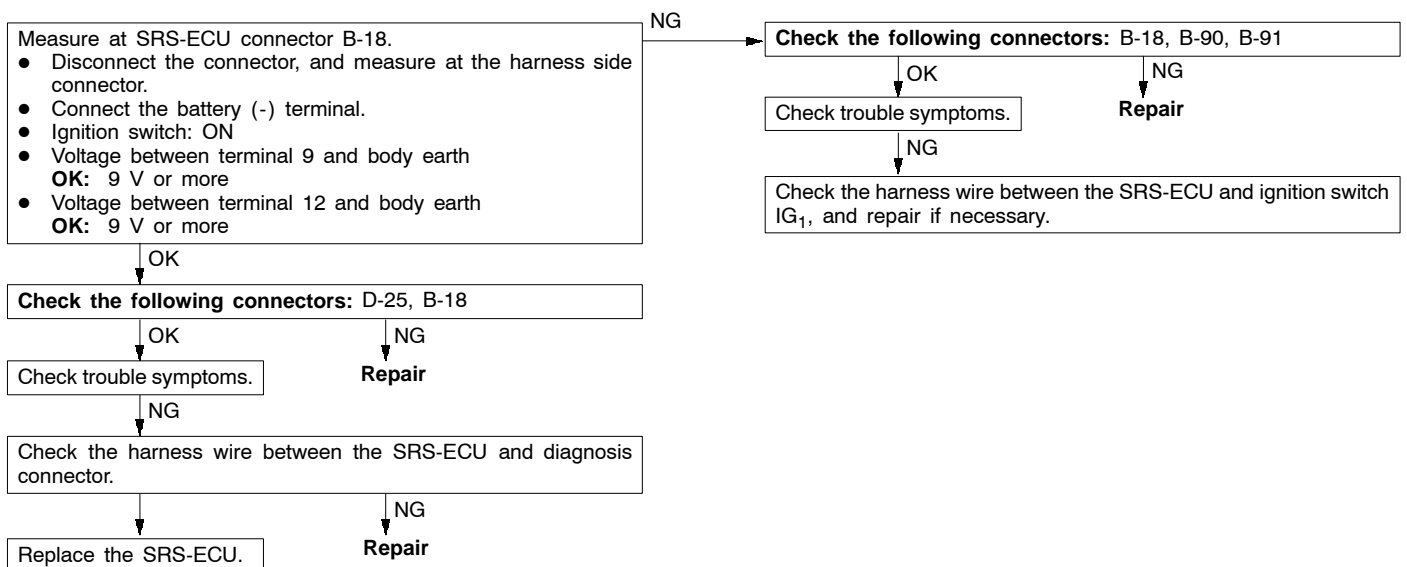 Measure at SRS-ECU connector B-18.
● Disconnect the connector, and measure at the harness side
connector.
● Connect the battery (-) terminal.
● Ignition switch: ON
● Voltage between terminal 9 and body earth
OK: 9 V or more
● Voltage between terminal 12 and body earth
OK: 9 V or more
NG
Check the following connectors: B-18, B-90, B-91
OK
NG
Check trouble symptoms.
Repair
NG
Check the harness wire between the SRS-ECU and ignition switch
IG1, and repair if necessary.
OK
Check the following connectors: D-25, B-18
OK
NG
Check trouble symptoms.
Repair
NG
Check the harness wire between the SRS-ECU and diagnosis
connector.
NG
Replace the SRS-ECU.
Repair